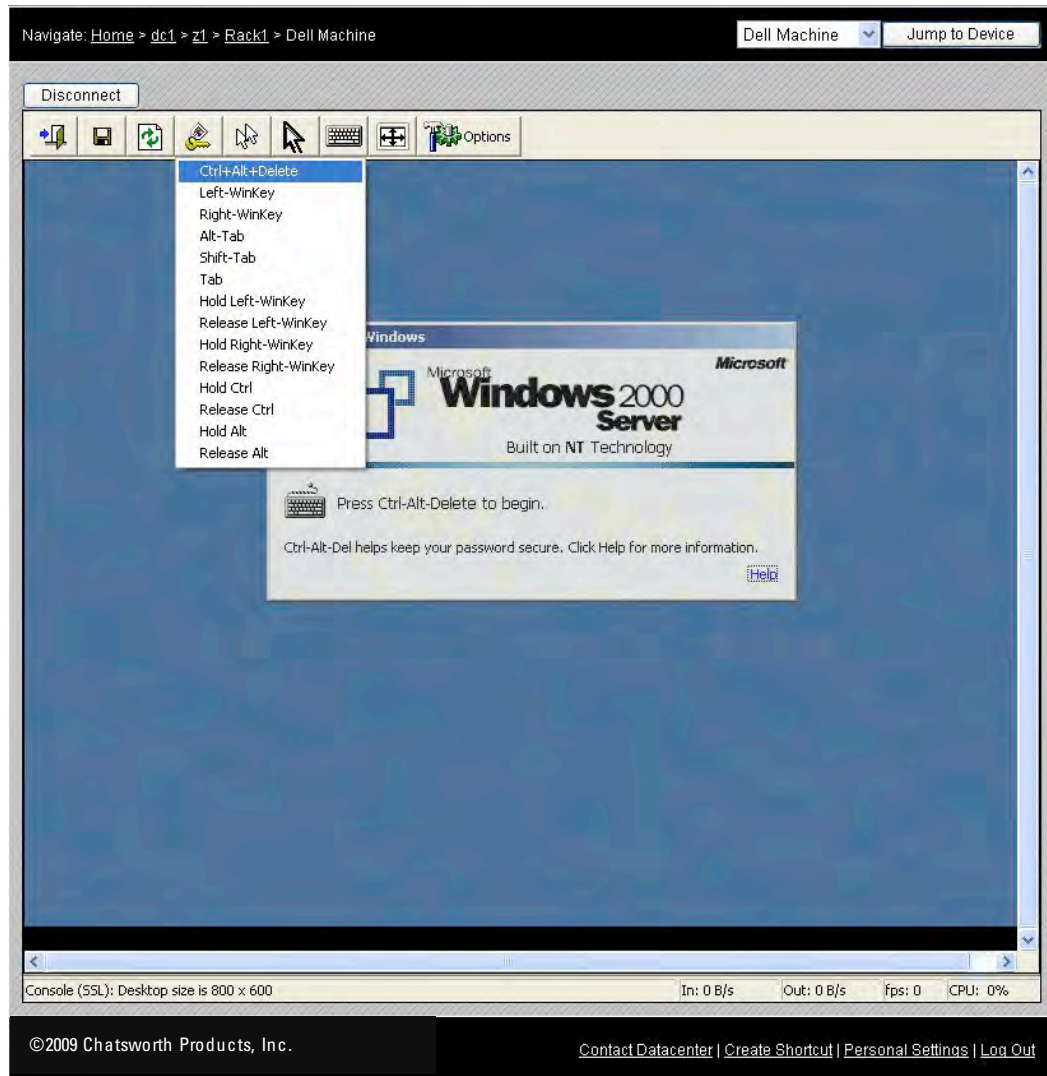 Navigate: Home > dc1 > z1 > Rack1 > Dell Machine
Dell Machine
Jump to Device
Disconnect
Options
Ctrl+Alt+Delete
Left-WinKey
Right-WinKey
Alt-Tab
Shift-Tab
Tab
Hold Left-WinKey
Release Left-WinKey
Hold Right-WinKey
Release Right-WinKey
Hold Ctrl
Release Ctrl
Hold Alt
Release Alt
Windows
Microsoft
Microsoft
Windows 2000
Server
Built on NT Technology
Press Ctrl-Alt-Delete to begin.
Ctrl-Alt-Del helps keep your password secure. Click Help for more information.
Help
Console (SSL): Desktop size is 800 x 600
In: 0 B/s
Out: 0 B/s
fps: 0
CPU: 0%
©2009 Chatsworth Products, Inc.
Contact Datacenter | Create Shortcut | Personal Settings | Log Out